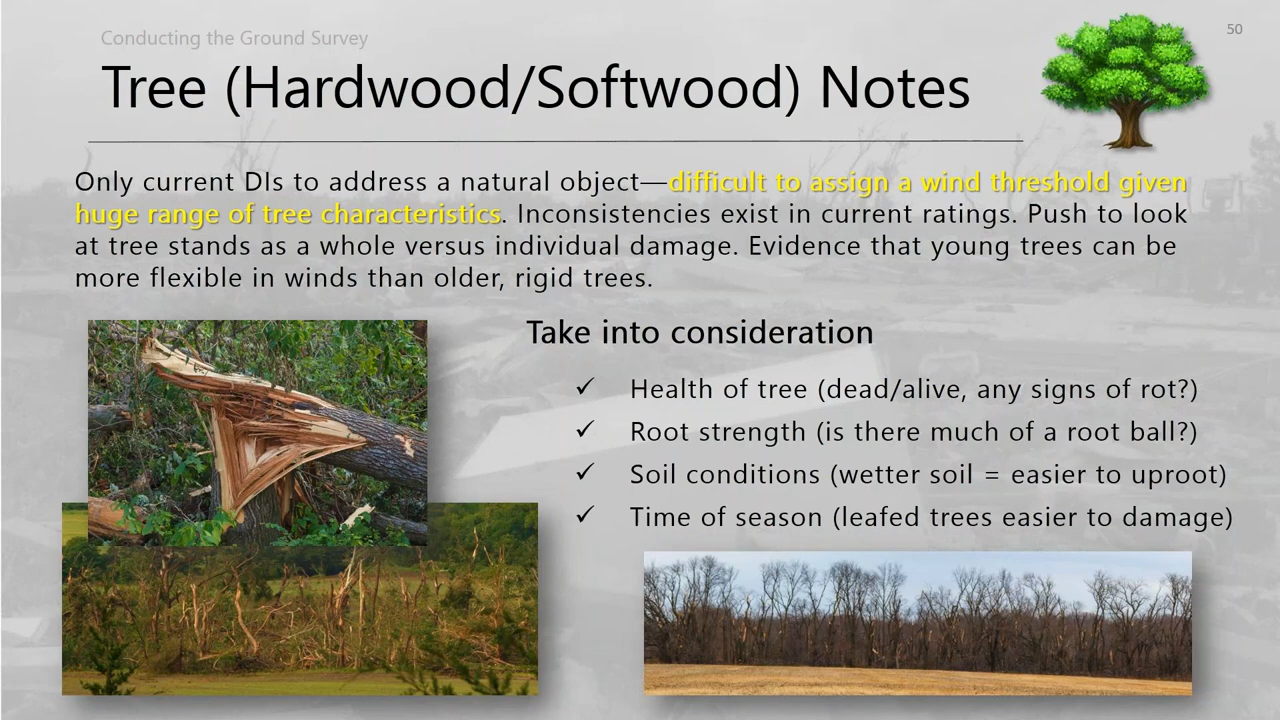 Conducting the Ground Survey
50
Tree (Hardwood/Softwood) Notes
Only current DIs to address a natural object—difficult to assign a wind threshold given
huge range of tree characteristics. Inconsistencies exist in current ratings. Push to look
at tree stands as a whole versus individual damage. Evidence that young trees can be
more flexible in winds than older, rigid trees.
Take into consideration
✓ Health of tree (dead/alive, any signs of rot?)
✓ Root strength (is there much of a root ball?)
✓ Soil conditions (wetter soil = easier to uproot)
✓ Time of season (leafed trees easier to damage)